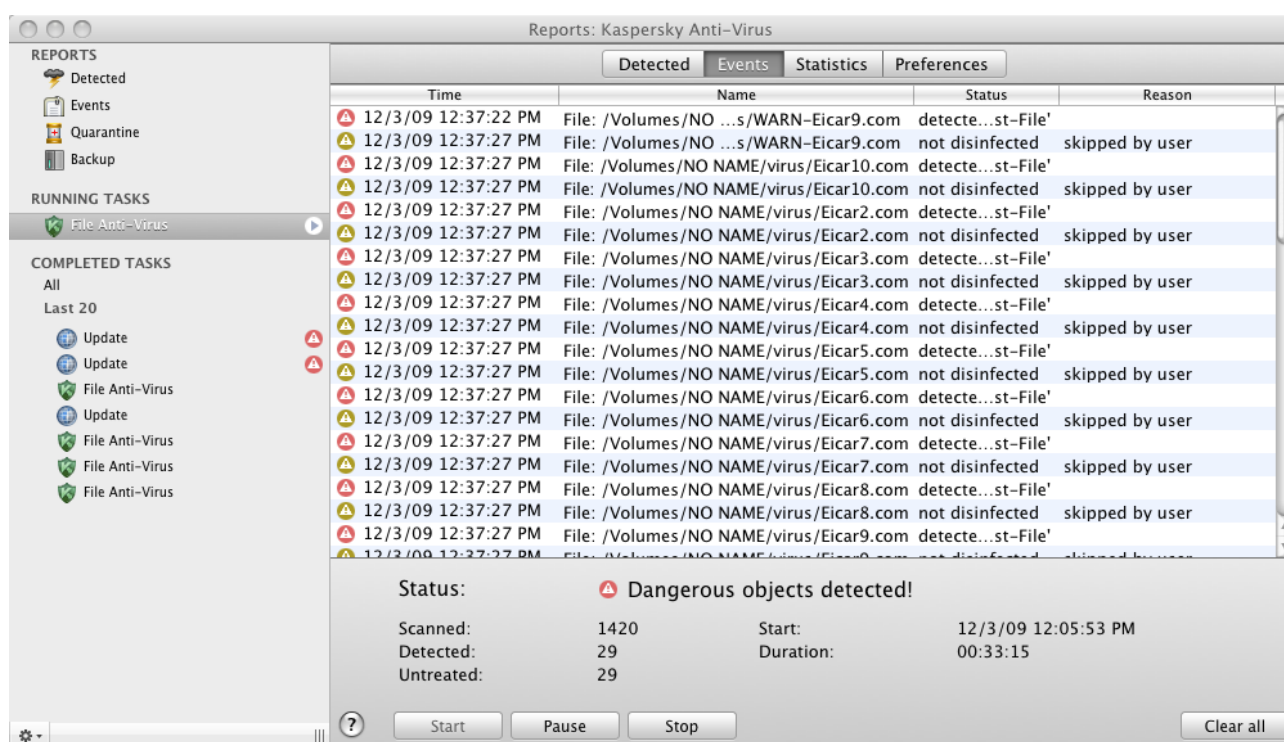 Reports: Kaspersky Anti-Virus
REPORTS
Detected
Events
Quarantine
Backup
RUNNING TASKS
File Anti-Virus
COMPLETED TASKS
All
Last 20
Update
Update
File Anti-Virus
Update
File Anti-Virus
File Anti-Virus
File Anti-Virus
Detected Events Statistics Preferences
Time Name Status Reason
12/3/09 12:37:22 PM File: /Volumes/NO ...s/WARN-Eicar9.com detecte...st-File'
12/3/09 12:37:27 PM File: /Volumes/NO ...s/WARN-Eicar9.com not disinfected skipped by user
12/3/09 12:37:27 PM File: /Volumes/NO NAME/virus/Eicar10.com detecte...st-File'
12/3/09 12:37:27 PM File: /Volumes/NO NAME/virus/Eicar10.com not disinfected skipped by user
12/3/09 12:37:27 PM File: /Volumes/NO NAME/virus/Eicar2.com detecte...st-File'
12/3/09 12:37:27 PM File: /Volumes/NO NAME/virus/Eicar2.com not disinfected skipped by user
12/3/09 12:37:27 PM File: /Volumes/NO NAME/virus/Eicar3.com detecte...st-File'
12/3/09 12:37:27 PM File: /Volumes/NO NAME/virus/Eicar3.com not disinfected skipped by user
12/3/09 12:37:27 PM File: /Volumes/NO NAME/virus/Eicar4.com detecte...st-File'
12/3/09 12:37:27 PM File: /Volumes/NO NAME/virus/Eicar4.com not disinfected skipped by user
12/3/09 12:37:27 PM File: /Volumes/NO NAME/virus/Eicar5.com detecte...st-File'
12/3/09 12:37:27 PM File: /Volumes/NO NAME/virus/Eicar5.com not disinfected skipped by user
12/3/09 12:37:27 PM File: /Volumes/NO NAME/virus/Eicar6.com detecte...st-File'
12/3/09 12:37:27 PM File: /Volumes/NO NAME/virus/Eicar6.com not disinfected skipped by user
12/3/09 12:37:27 PM File: /Volumes/NO NAME/virus/Eicar7.com detecte...st-File'
12/3/09 12:37:27 PM File: /Volumes/NO NAME/virus/Eicar7.com not disinfected skipped by user
12/3/09 12:37:27 PM File: /Volumes/NO NAME/virus/Eicar8.com detecte...st-File'
12/3/09 12:37:27 PM File: /Volumes/NO NAME/virus/Eicar8.com not disinfected skipped by user
12/3/09 12:37:27 PM File: /Volumes/NO NAME/virus/Eicar9.com detecte...st-File'
12/3/09 12:37:27 PM File: /Volumes/NO NAME/virus/Eicar9.com not disinfected skipped by user
Status: Dangerous objects detected!
Scanned: 1420 Start: 12/3/09 12:05:53 PM
Detected: 29 Duration: 00:33:15
Untreated: 29
? Start Pause Stop Clear all